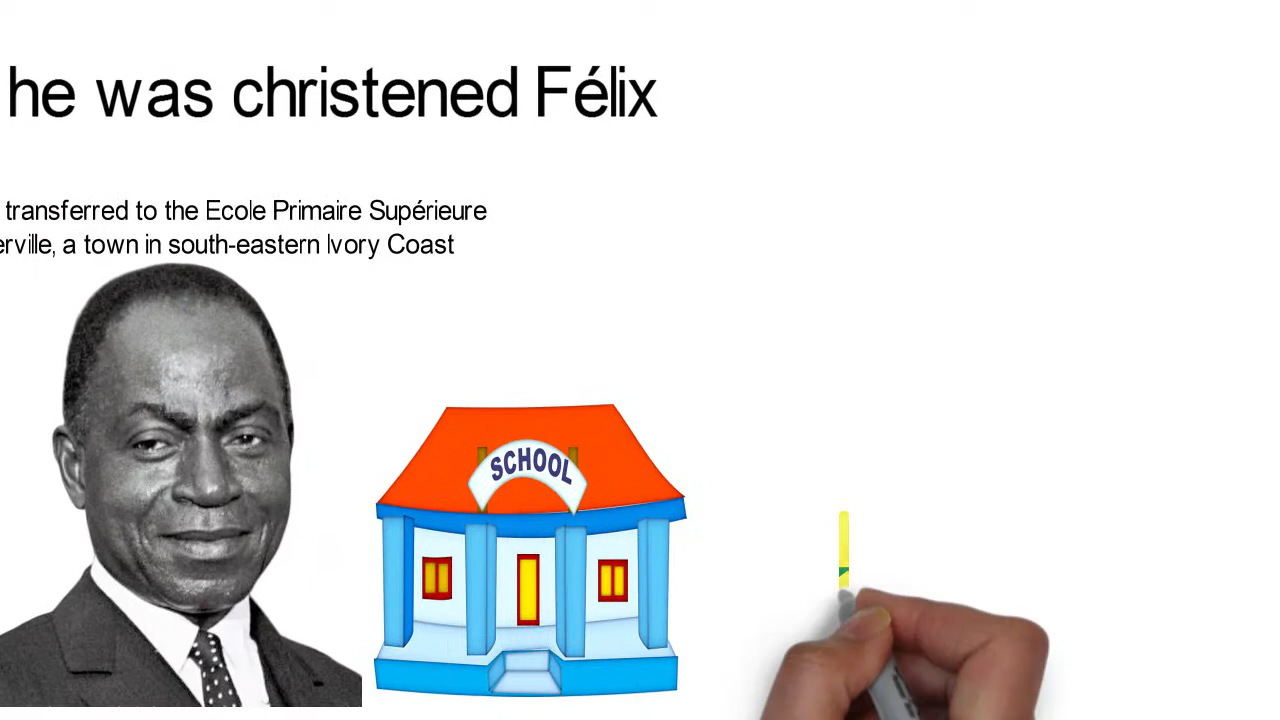 he was christened Félix
transferred to the Ecole Primaire Supérieure
erville, a town in south-eastern Ivory Coast
SCHOOL